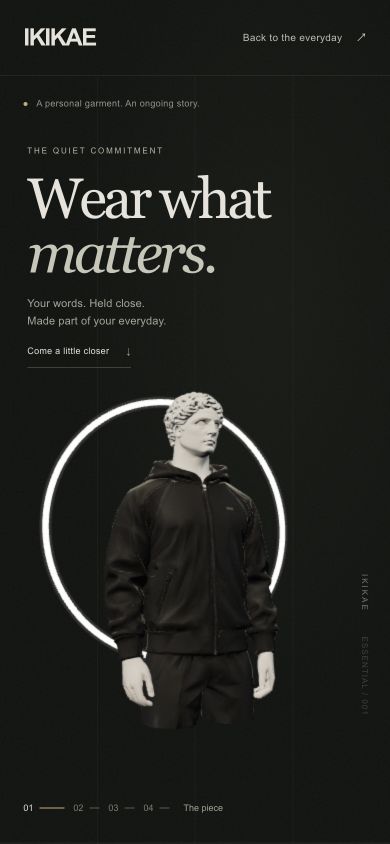 IKIKAE
Back to the everyday ↗
A personal garment. An ongoing story.
THE QUIET COMMITMENT
Wear what
matters.
Your words. Held close.
Made part of your everyday.
Come a little closer ↓
IKIKAE
ESSENTIAL / 001
01 02 03 04 The piece